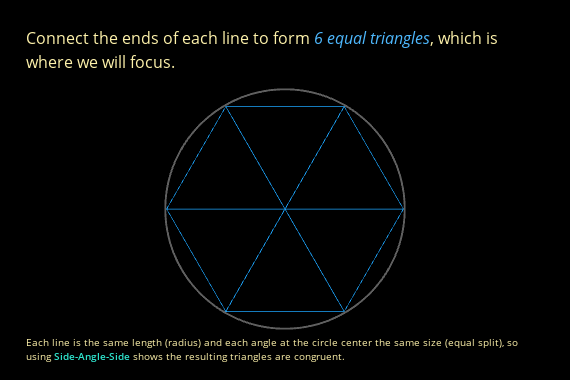 Connect the ends of each line to form 6 equal triangles, which is
where we will focus.
Each line is the same length (radius) and each angle at the circle center the same size (equal split), so
using Side-Angle-Side shows the resulting triangles are congruent.